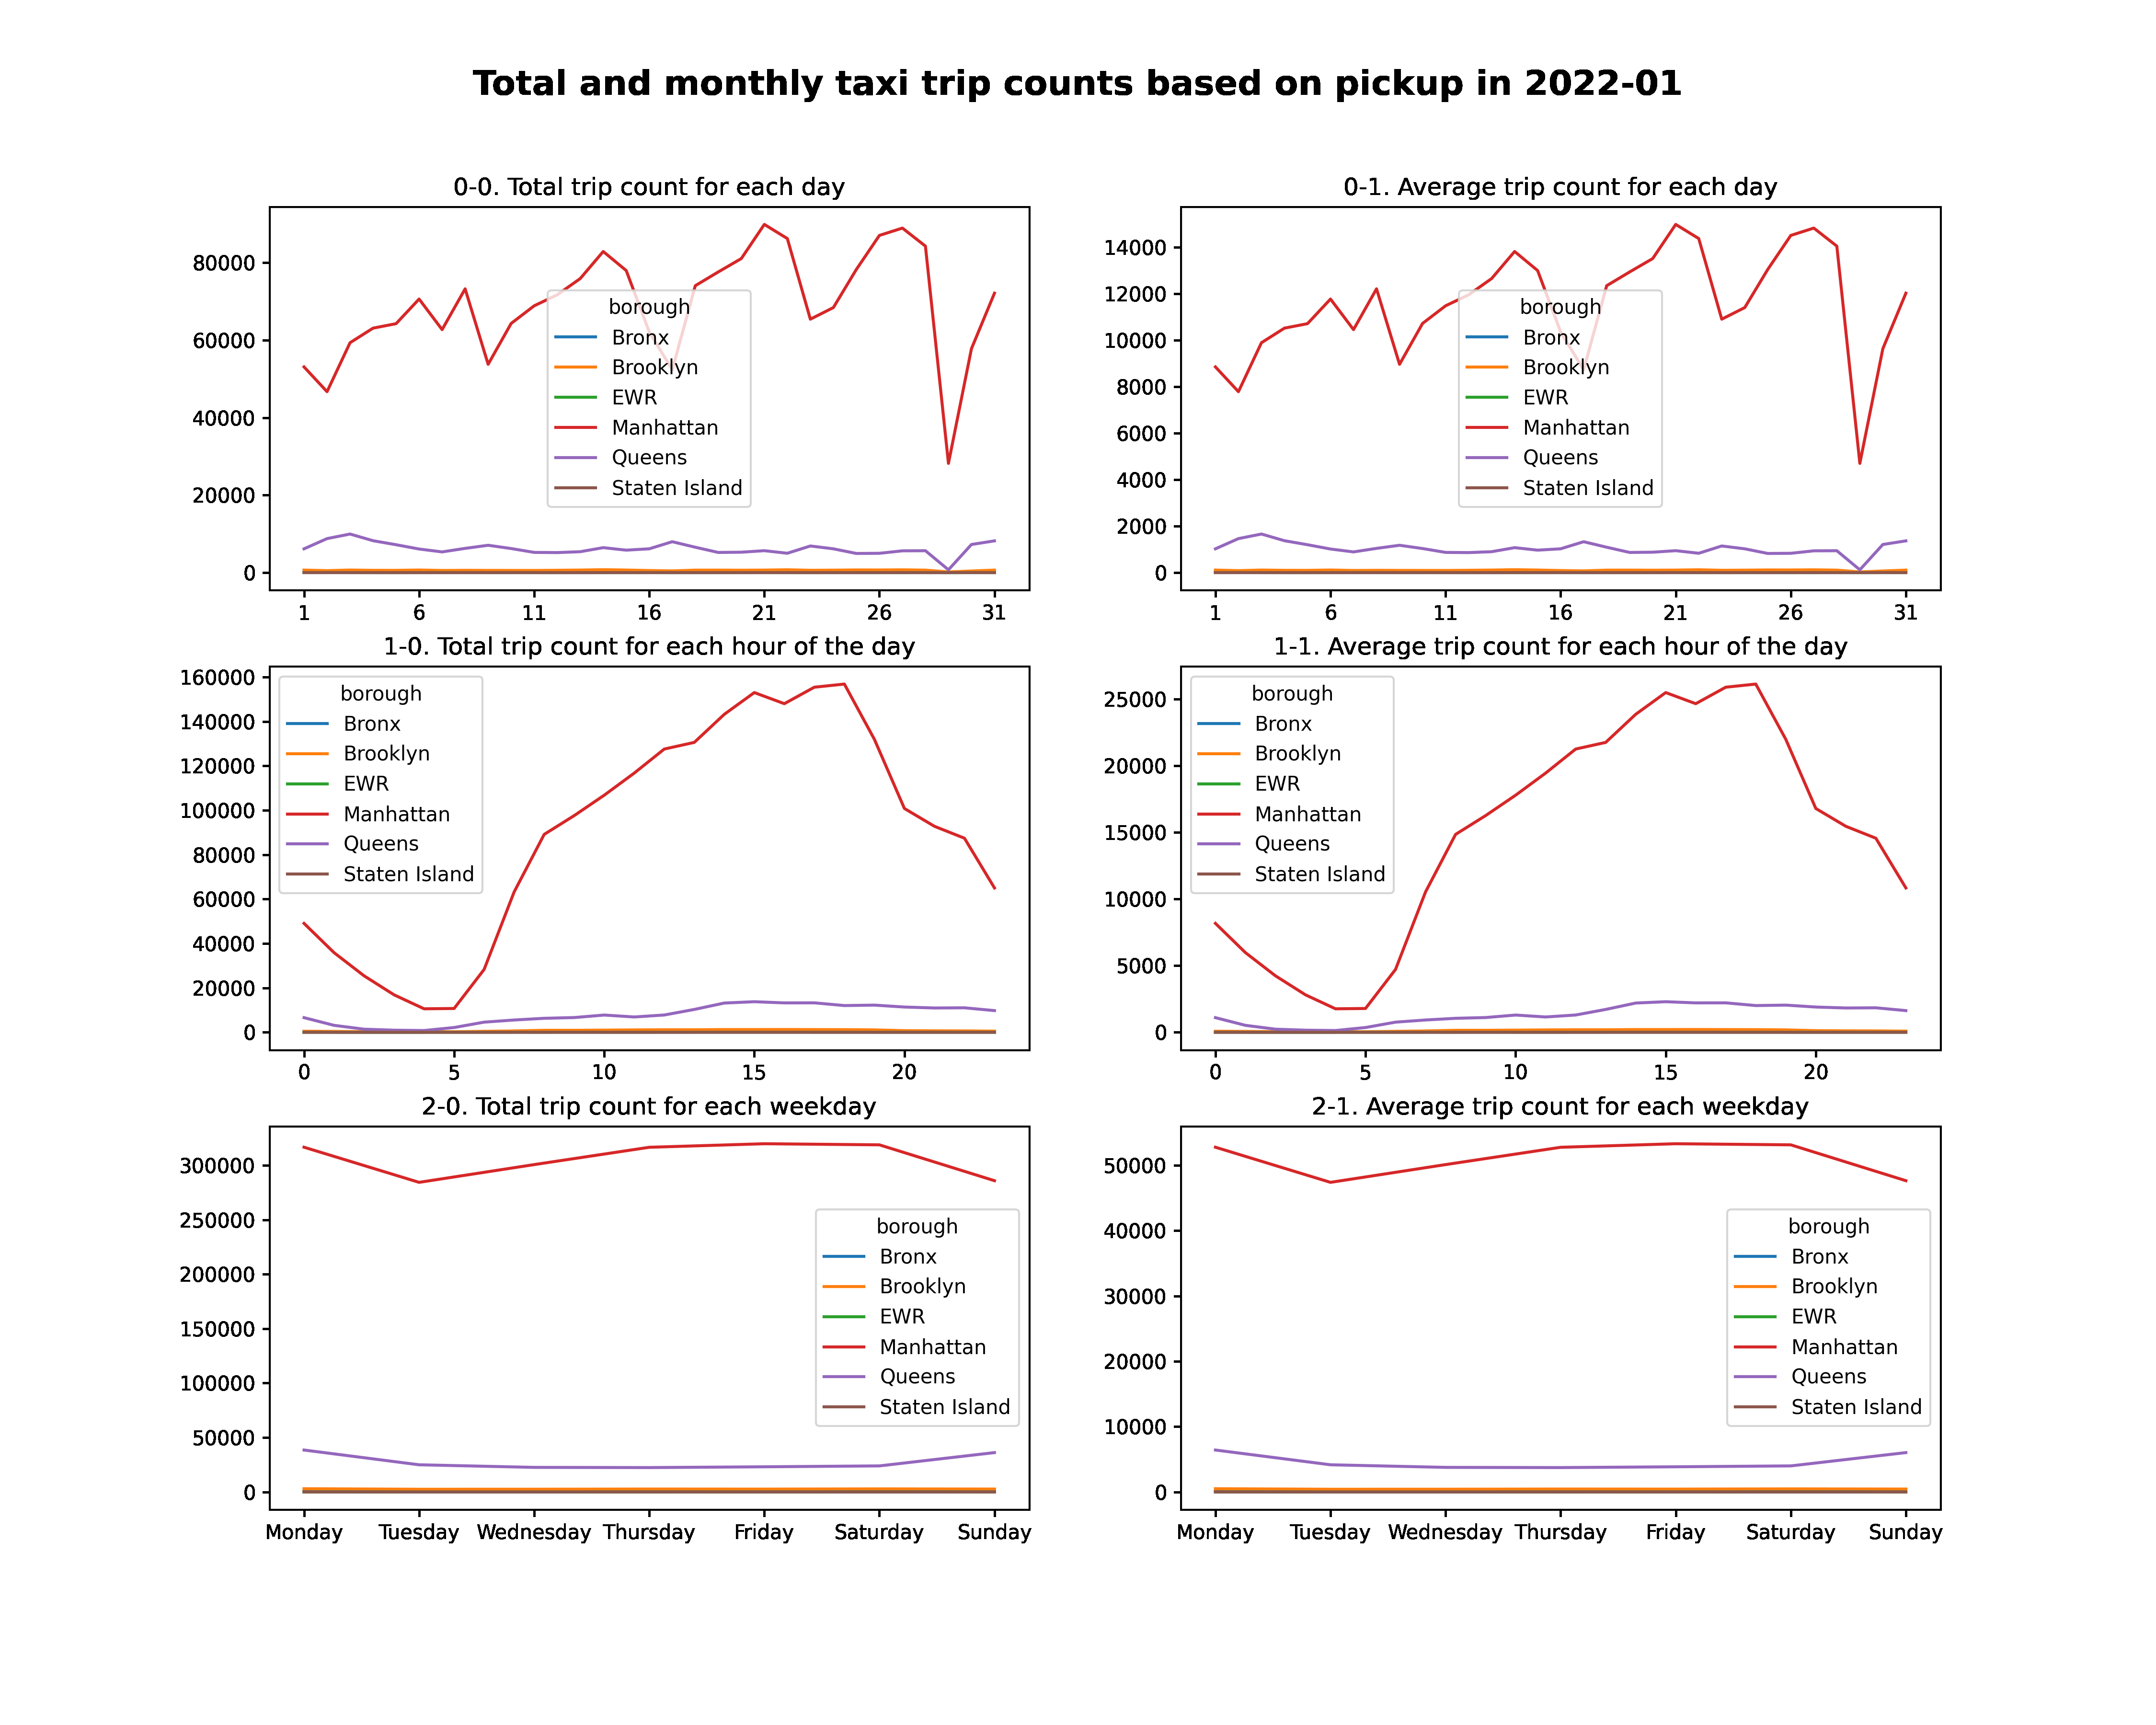 Total and monthly taxi trip counts based on pickup in 2022-01
0-0. Total trip count for each day
80000
60000
40000
20000
0
borough
Bronx
Brooklyn
EWR
Manhattan
Queens
Staten Island
1 6 11 16 21 26 31
0-1. Average trip count for each day
14000
12000
10000
8000
6000
4000
2000
0
borough
Bronx
Brooklyn
EWR
Manhattan
Queens
Staten Island
1 6 11 16 21 26 31
1-0. Total trip count for each hour of the day
160000
140000
120000
100000
80000
60000
40000
20000
0
borough
Bronx
Brooklyn
EWR
Manhattan
Queens
Staten Island
0 5 10 15 20
1-1. Average trip count for each hour of the day
25000
20000
15000
10000
5000
0
borough
Bronx
Brooklyn
EWR
Manhattan
Queens
Staten Island
0 5 10 15 20
2-0. Total trip count for each weekday
300000
250000
200000
150000
100000
50000
0
borough
Bronx
Brooklyn
EWR
Manhattan
Queens
Staten Island
Monday Tuesday Wednesday Thursday Friday Saturday Sunday
2-1. Average trip count for each weekday
50000
40000
30000
20000
10000
0
borough
Bronx
Brooklyn
EWR
Manhattan
Queens
Staten Island
Monday Tuesday Wednesday Thursday Friday Saturday Sunday